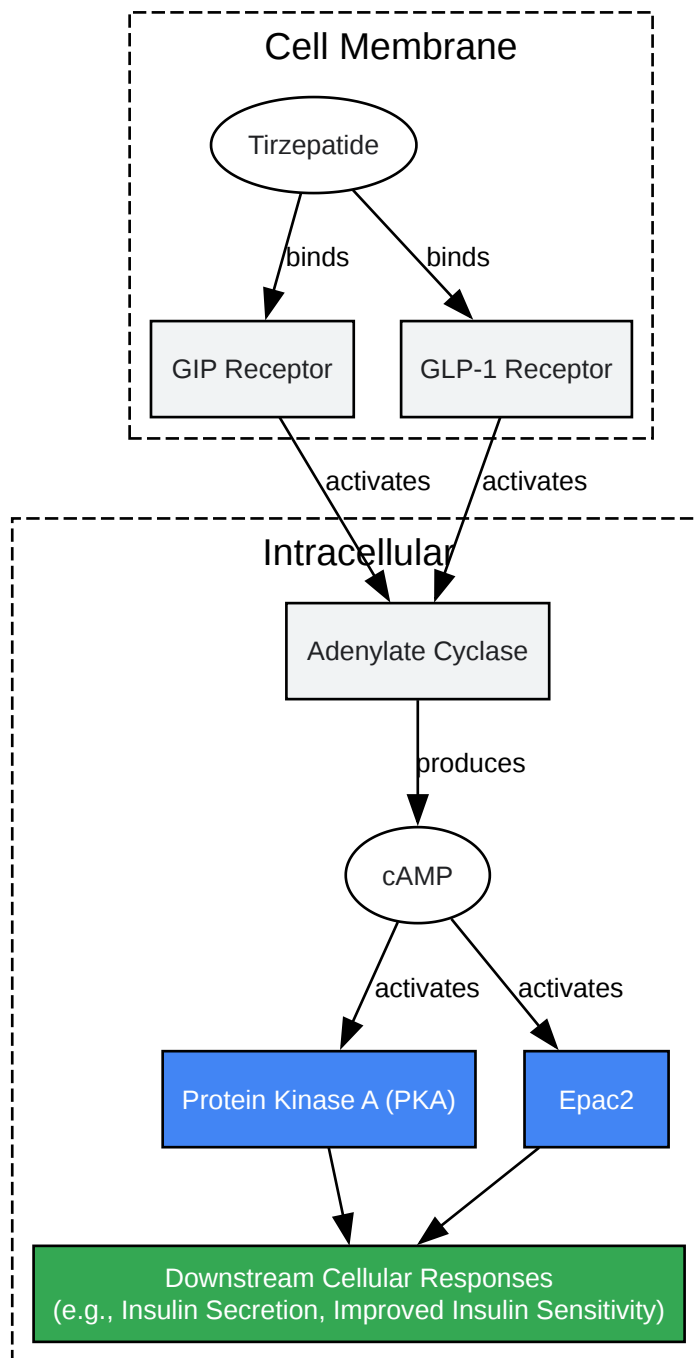 Cell Membrane
Tirzepatide
binds
binds
GIP Receptor
GLP-1 Receptor
activates
activates
Intracellular
Adenylate Cyclase
produces
cAMP
activates
activates
Protein Kinase A (PKA)
Epac2
Downstream Cellular Responses
(e.g., Insulin Secretion, Improved Insulin Sensitivity)